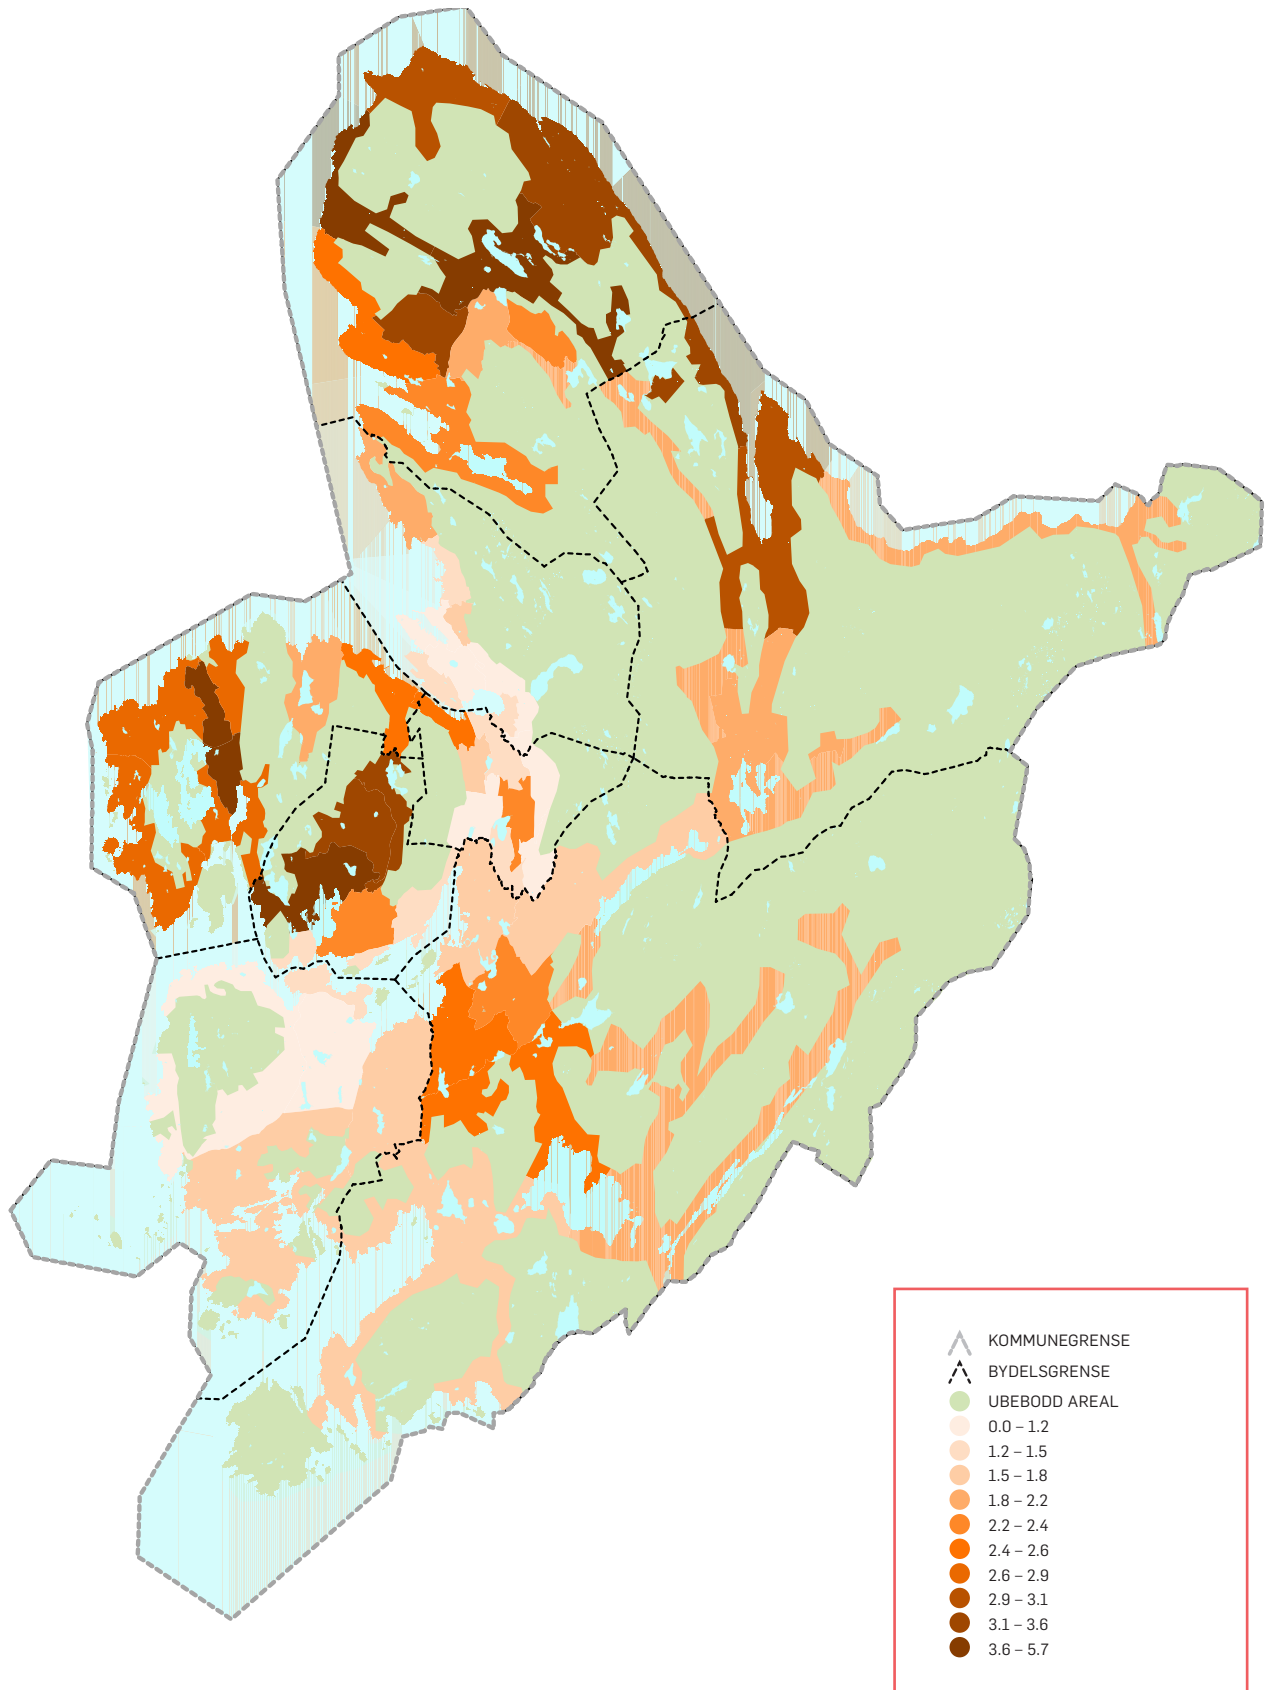 KOMMUNEGRENSE
BYDELSGRENSE
UBEBODD AREAL
0.0 – 1.2
1.2 – 1.5
1.5 – 1.8
1.8 – 2.2
2.2 – 2.4
2.4 – 2.6
2.6 – 2.9
2.9 – 3.1
3.1 – 3.6
3.6 – 5.7